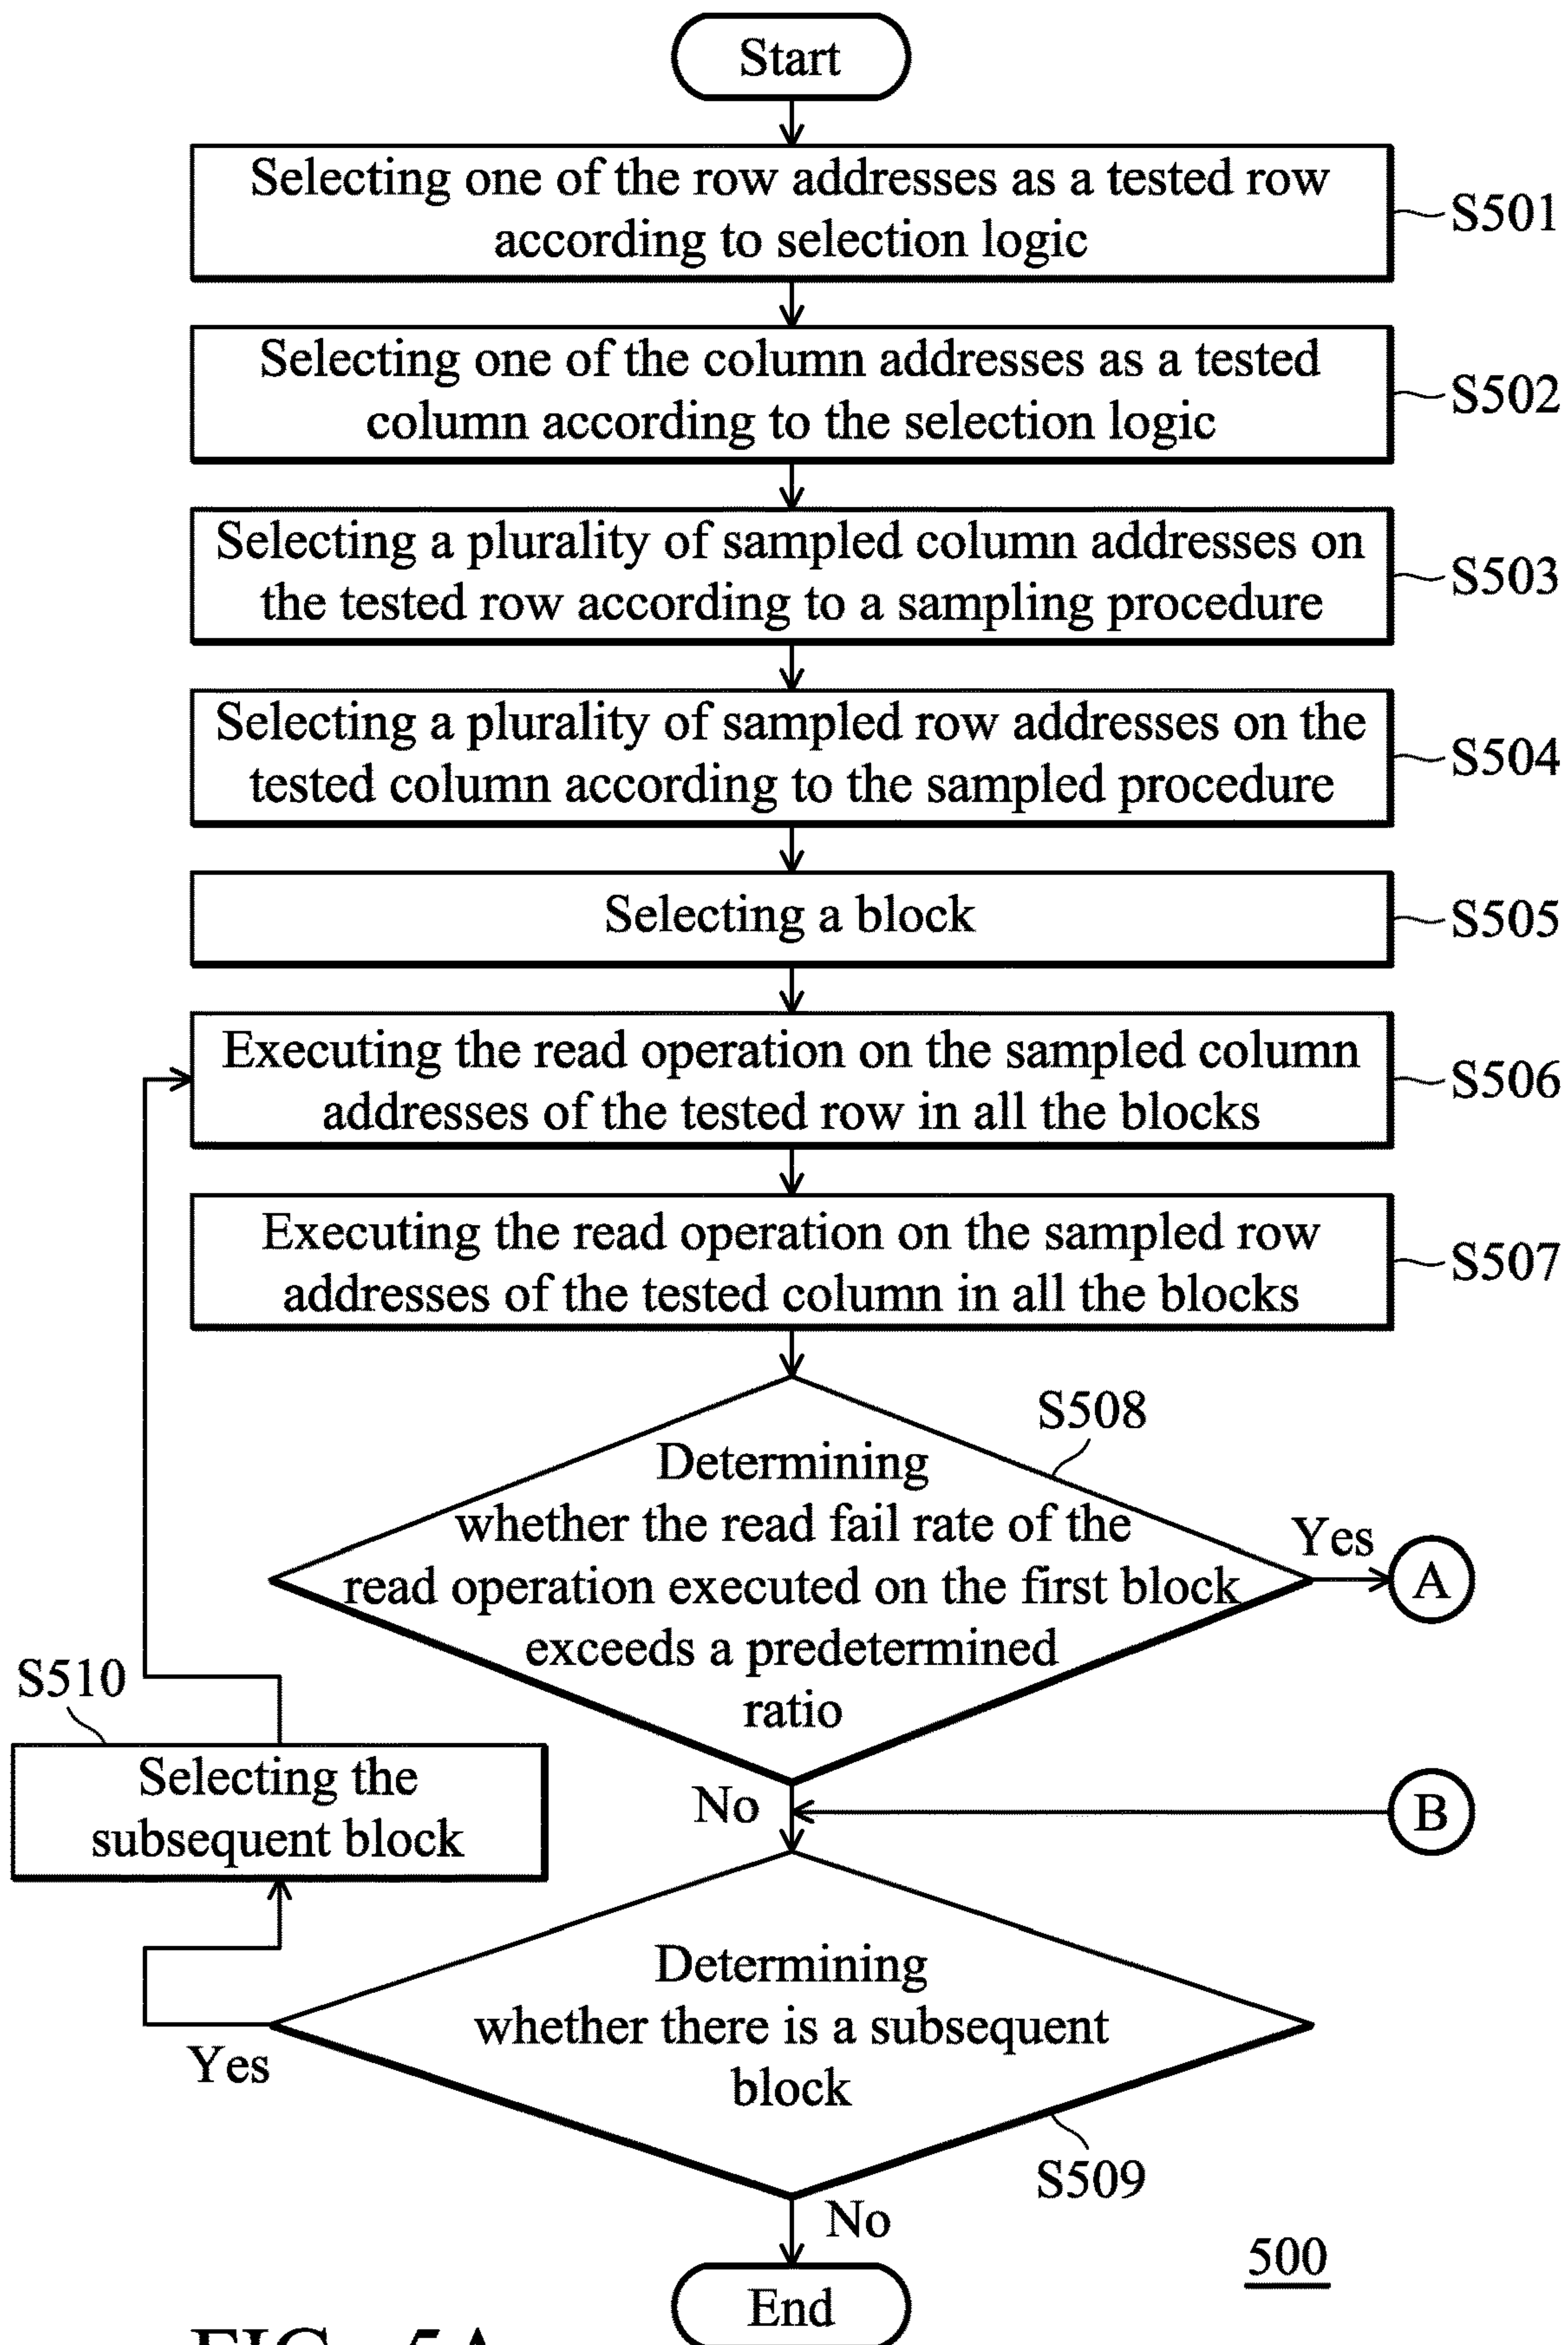 Start
Selecting one of the row addresses as a tested row
according to selection logic
S501
Selecting one of the column addresses as a tested
column according to the selection logic
S502
Selecting a plurality of sampled column addresses on
the tested row according to a sampling procedure
S503
Selecting a plurality of sampled row addresses on the
tested column according to the sampled procedure
S504
Selecting a block
S505
Executing the read operation on the sampled column
addresses of the tested row in all the blocks
S506
Executing the read operation on the sampled row
addresses of the tested column in all the blocks
S507
S508
Determining
whether the read fail rate of the
read operation executed on the first block
exceeds a predetermined
ratio
Yes
A
S510
Selecting the
subsequent block
No
B
Determining
whether there is a subsequent
block
Yes
S509
No
500
End
FIG. 5A